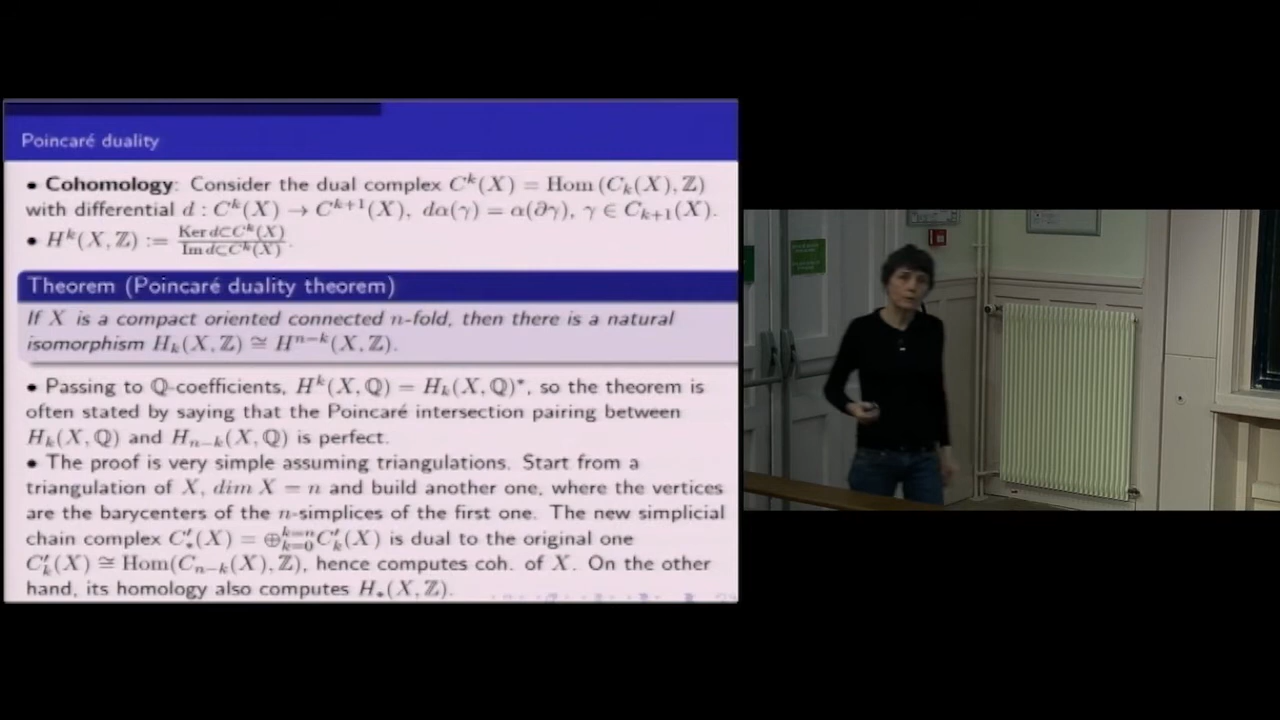 Poincaré duality
• Cohomology: Consider the dual complex C^k(X) = Hom (C_k(X), ℤ)
with differential d : C^k(X) → C^{k+1}(X), dα(γ) = α(∂γ), γ ∈ C_{k+1}(X).
• H^k(X, ℤ) := \frac{Ker d⊂C^k(X)}{Im d⊂C^k(X)}.
Theorem (Poincaré duality theorem)
If X is a compact oriented connected n-fold, then there is a natural
isomorphism H_k(X, ℤ) ≅ H^{n−k}(X, ℤ).
• Passing to ℚ-coefficients, H^k(X, ℚ) = H_k(X, ℚ)*, so the theorem is
often stated by saying that the Poincaré intersection pairing between
H_k(X, ℚ) and H_{n−k}(X, ℚ) is perfect.
• The proof is very simple assuming triangulations. Start from a
triangulation of X, dim X = n and build another one, where the vertices
are the barycenters of the n-simplices of the first one. The new simplicial
chain complex C'_•(X) = ⊕_{k=0}^{k=n} C'_k(X) is dual to the original one
C'_k(X) ≅ Hom(C_{n−k}(X), ℤ), hence computes coh. of X. On the other
hand, its homology also computes H_•(X, ℤ).